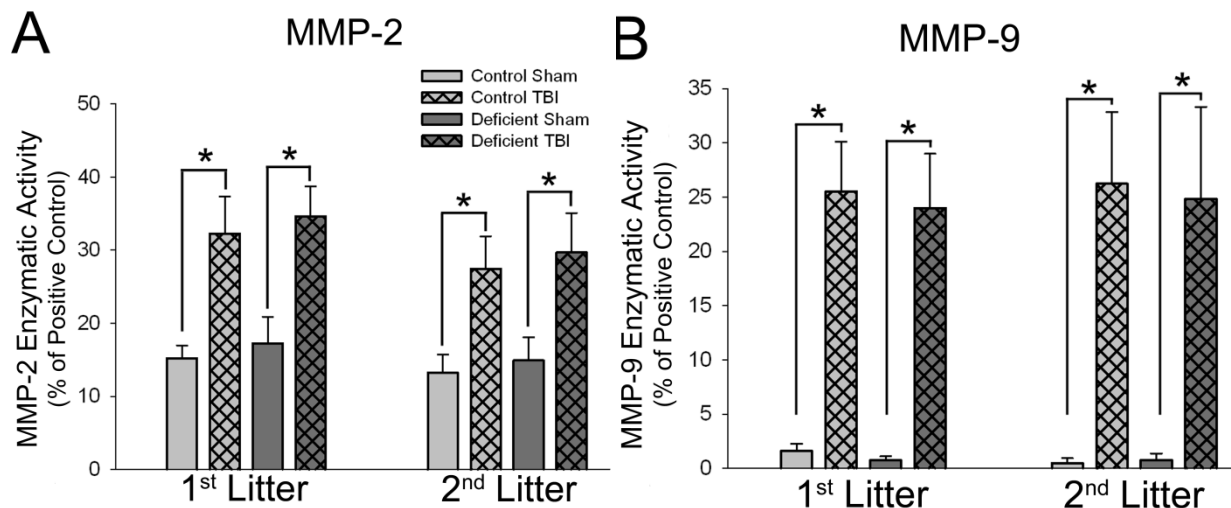 A
MMP-2
Control Sham
Control TBI
Deficient Sham
Deficient TBI
MMP-2 Enzymatic Activity
(% of Positive Control)
50
40
30
20
10
0
*
*
*
*
1st Litter
2nd Litter
B
MMP-9
MMP-9 Enzymatic Activity
(% of Positive Control)
35
30
25
20
15
10
5
0
*
*
*
*
1st Litter
2nd Litter